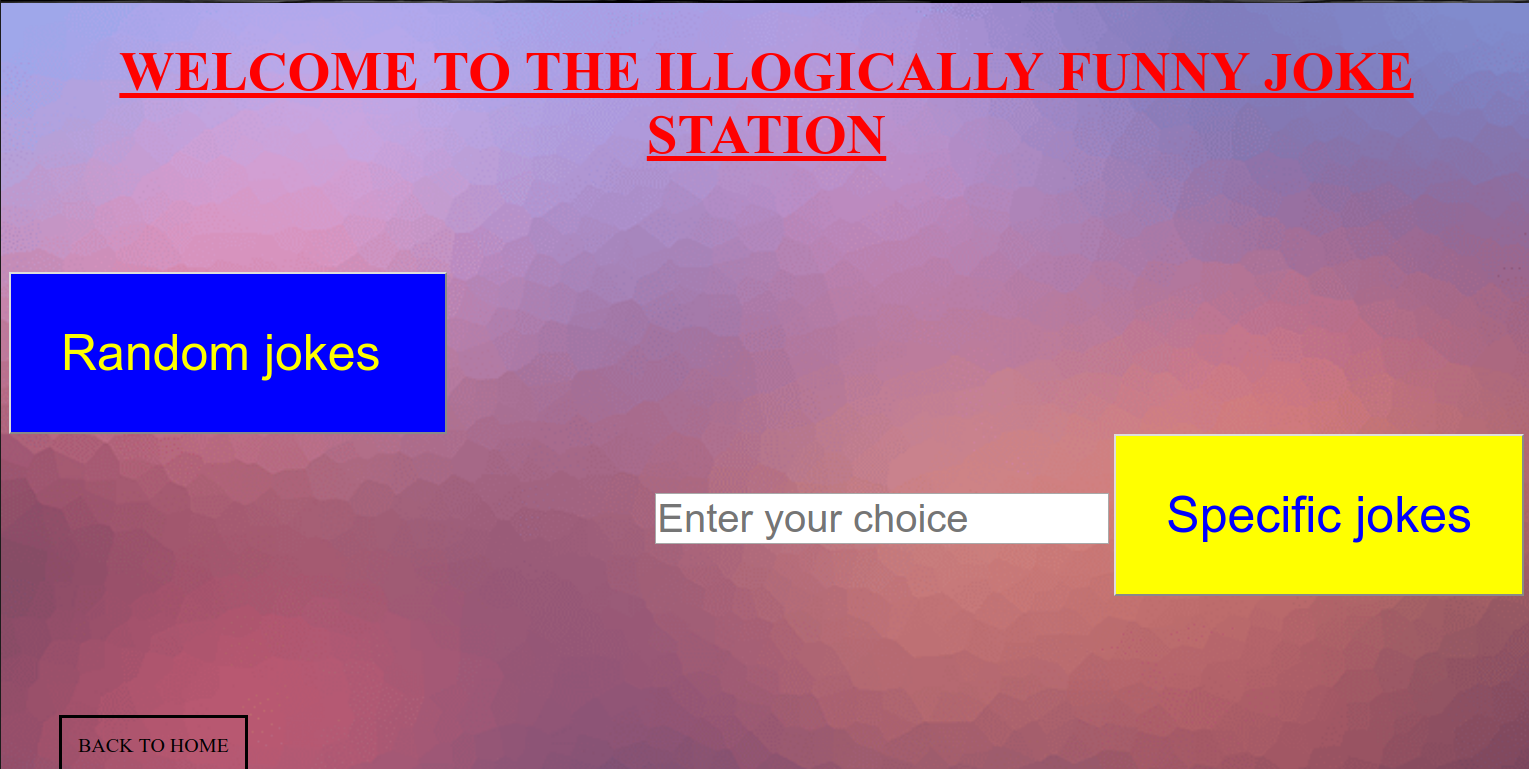 WELCOME TO THE ILLOGICALLY FUNNY JOKE
STATION
Random jokes
Enter your choice
Specific jokes
BACK TO HOME